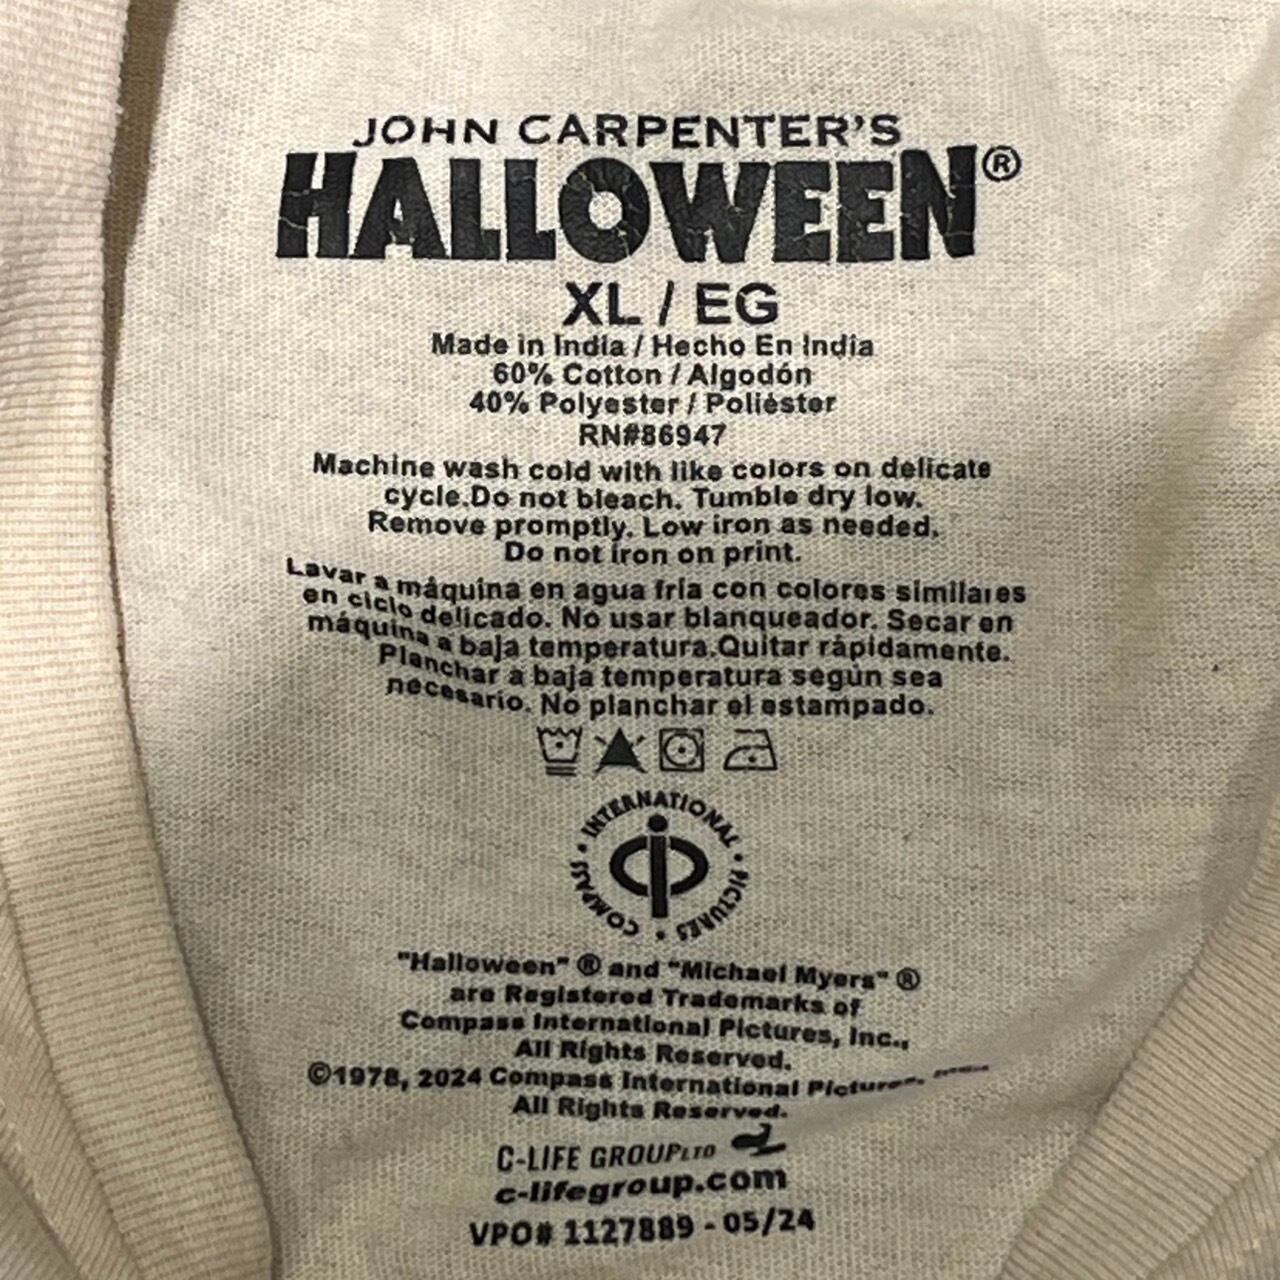 JOHN CARPENTER'S
HALLOWEEN®
XL / EG
Made in India / Hecho En India
60% Cotton / Algodón
40% Polyester / Poliéster
RN#86947
Machine wash cold with like colors on delicate
cycle.Do not bleach. Tumble dry low.
Remove promptly. Low iron as needed.
Do not iron on print.
Lavar a máquina en agua fría con colores similares
en ciclo delicado. No usar blanqueador. Secar en
máquina a baja temperatura.Quitar rápidamente.
Planchar a baja temperatura según sea
necesario. No planchar el estampado.
COMPASS • INTERNATIONAL • PICTURES •
"Halloween" ® and "Michael Myers" ®
are Registered Trademarks of
Compass International Pictures, Inc.,
All Rights Reserved.
©1978, 2024 Compass International Pictures,
All Rights Reserved.
C-LIFE GROUP LTD
c-lifegroup.com
VPO# 1127889 - 05/24